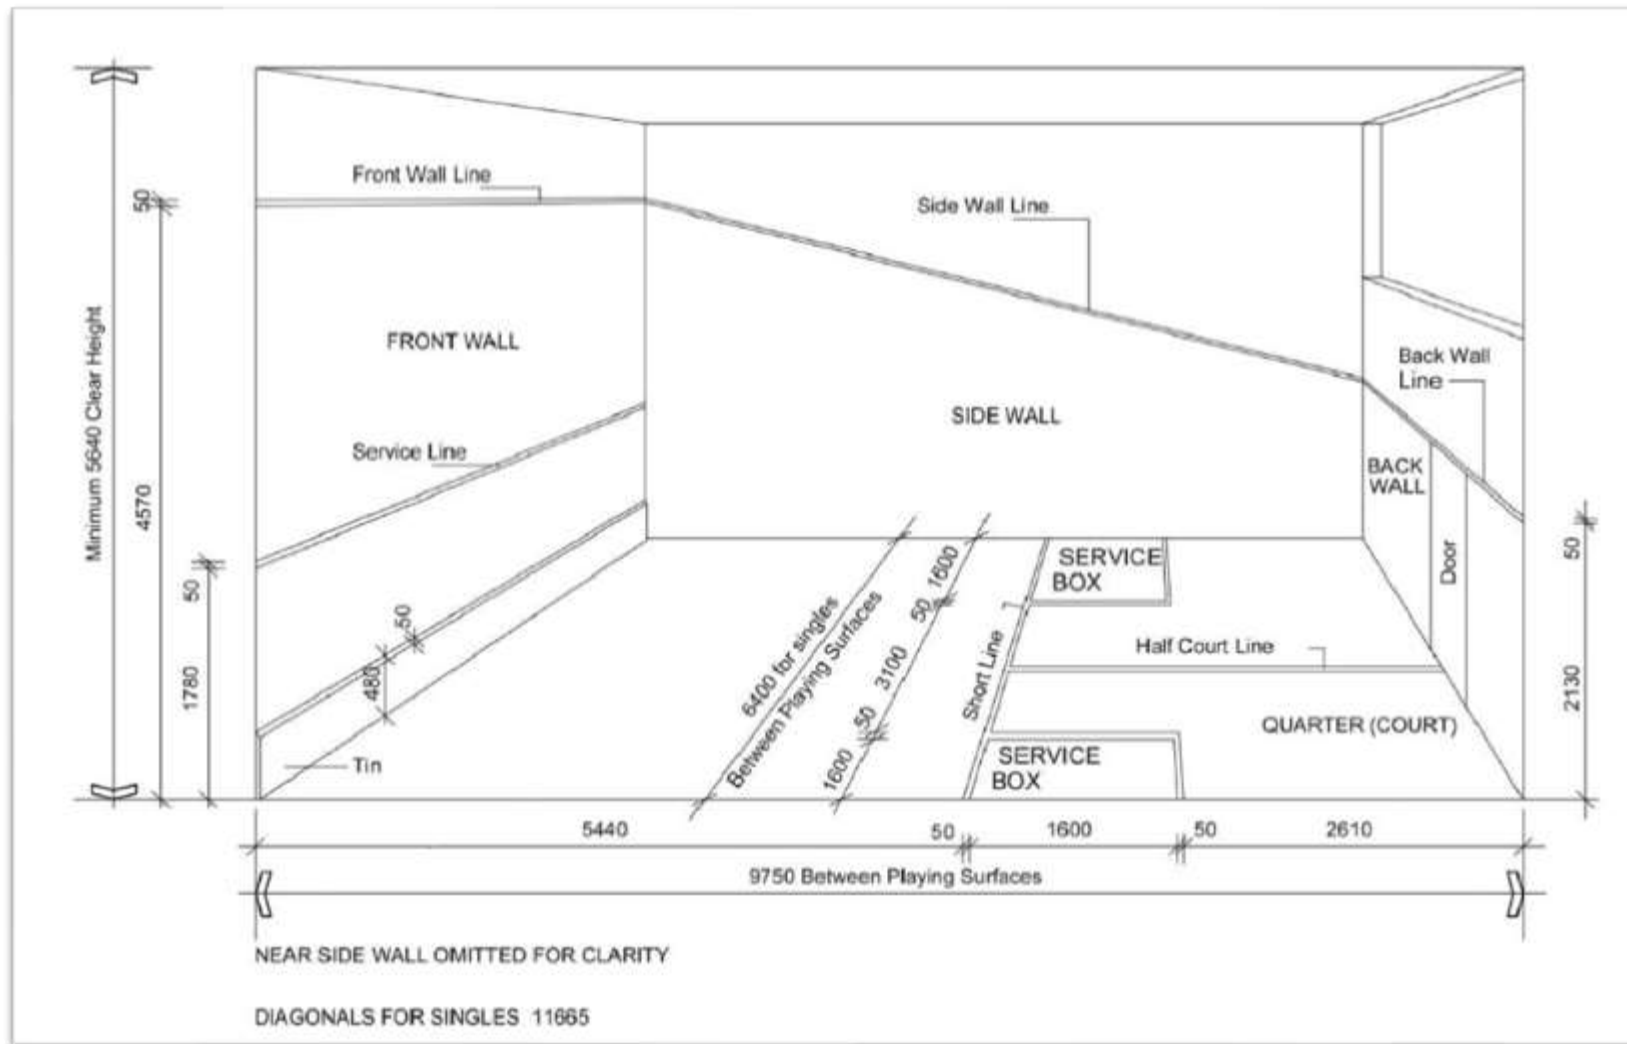 50
Front Wall Line
Side Wall Line
Minimum 5640 Clear Height
4570
FRONT WALL
Back Wall
Line
SIDE WALL
Service Line
BACK
WALL
50
1780
50
480
Tin
6400 for singles
Between Playing Surfaces
1600
50
3100
50
1600
Short Line
SERVICE
BOX
Half Court Line
Door
50
2130
QUARTER (COURT)
SERVICE
BOX
5440 50 1600 50 2610
9750 Between Playing Surfaces
NEAR SIDE WALL OMITTED FOR CLARITY
DIAGONALS FOR SINGLES 11665